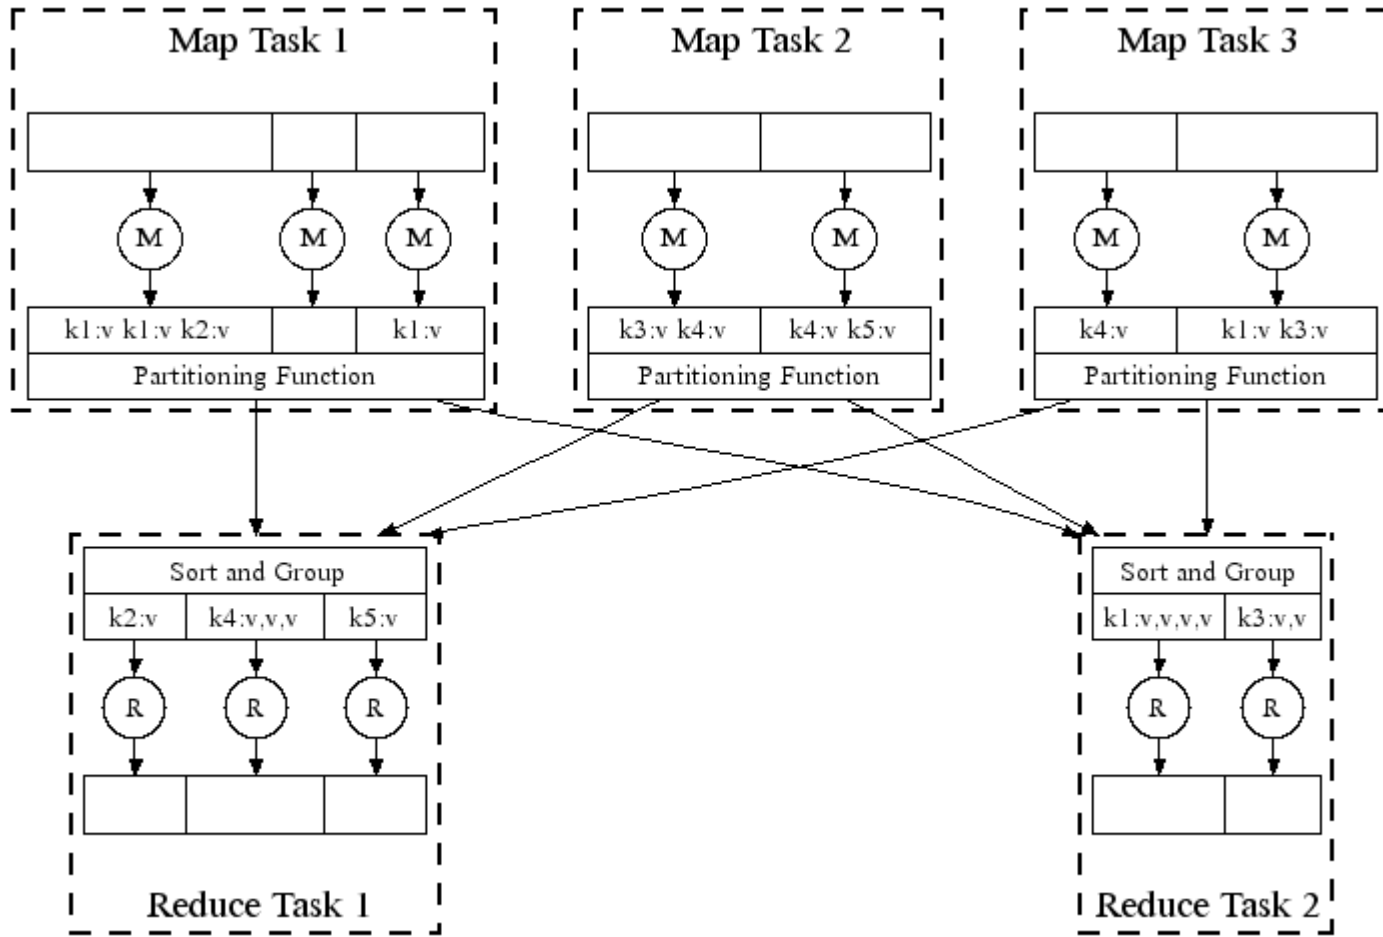 Map Task 1
Map Task 2
Map Task 3
M
M
M
M
M
M
M
k1:v k1:v k2:v
k1:v
k3:v k4:v
k4:v k5:v
k4:v
k1:v k3:v
Partitioning Function
Partitioning Function
Partitioning Function
Sort and Group
k2:v
k4:v,v,v
k5:v
R
R
R
Reduce Task 1
Sort and Group
k1:v,v,v,v
k3:v,v
R
R
Reduce Task 2